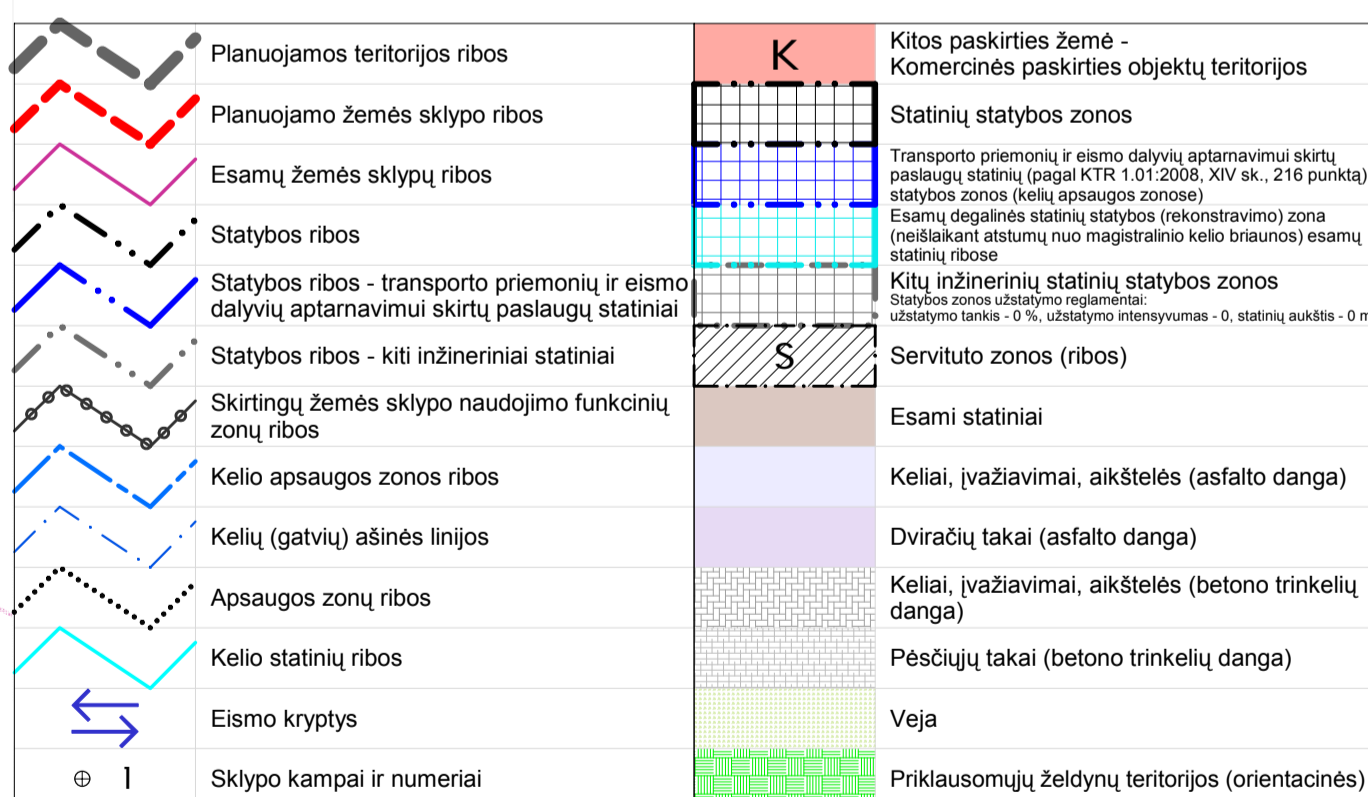 Planuojamos teritorijos ribos
Planuojamo žemės sklypo ribos
Esamų žemės sklypų ribos
Statybos ribos
Statybos ribos - transporto priemonių ir eismo
dalyvių aptarnavimui skirtų paslaugų statiniai
Statybos ribos - kiti inžineriniai statiniai
Skirtingų žemės sklypo naudojimo funkcinių
zonų ribos
Kelio apsaugos zonos ribos
Kelių (gatvių) ašinės linijos
Apsaugos zonų ribos
Kelio statinių ribos
Eismo kryptys
1 Sklypo kampai ir numeriai
K Kitos paskirties žemė -
Komercinės paskirties objektų teritorijos
Statinių statybos zonos
Transporto priemonių ir eismo dalyvių aptarnavimui skirtų
paslaugų statinių (pagal KTR 1.01:2008, XIV sk., 216 punktą)
statybos zonos (kelių apsaugos zonose)
Esamų degalinės statinių statybos (rekonstravimo) zona
(neišlaikant atstumų nuo magistralinio kelio briaunos) esamų
statinių ribose
Kitų inžinerinių statinių statybos zonos
Statybos zonos užstatymo reglamentai:
užstatymo tankis - 0 %, užstatymo intensyvumas - 0, statinių aukštis - 0 m
S Servituto zonos (ribos)
Esami statiniai
Keliai, įvažiavimai, aikštelės (asfalto danga)
Dviračių takai (asfalto danga)
Keliai, įvažiavimai, aikštelės (betono trinkelių
danga)
Pėsčiųjų takai (betono trinkelių danga)
Veja
Priklausomųjų želdynų teritorijos (orientacinės)